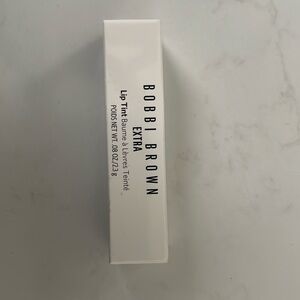 BOBBI BROWN
EXTRA
Lip Tint Baume à Lèvres Teinté
POIDS NET WT. .08 OZ./2.3 g